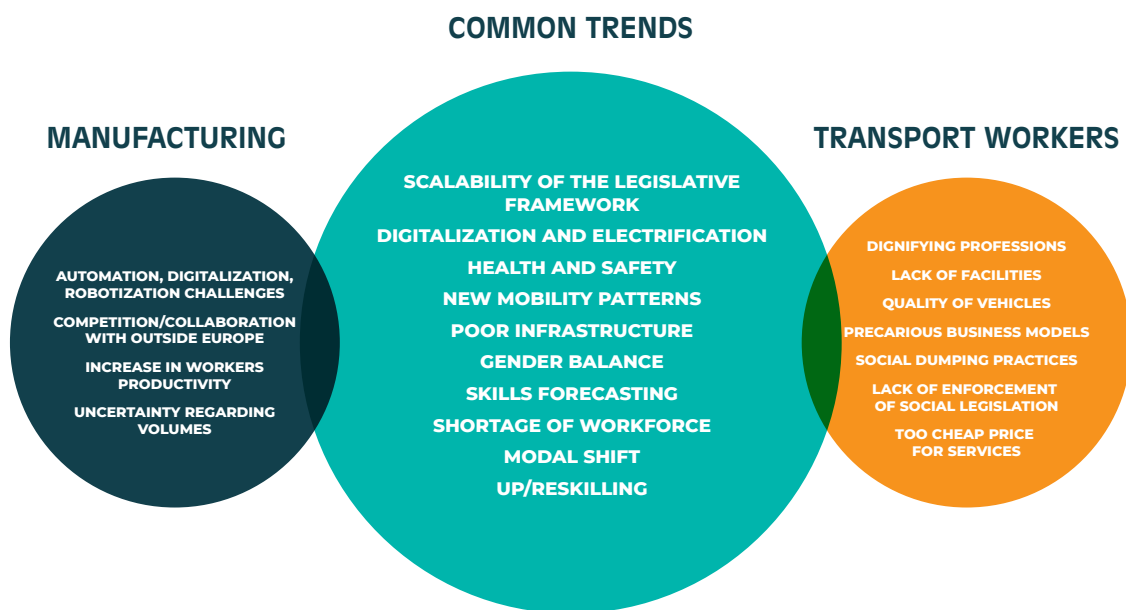 COMMON TRENDS
MANUFACTURING
TRANSPORT WORKERS
AUTOMATION, DIGITALIZATION,
ROBOTIZATION CHALLENGES
COMPETITION/COLLABORATION
WITH OUTSIDE EUROPE
INCREASE IN WORKERS
PRODUCTIVITY
UNCERTAINTY REGARDING
VOLUMES
SCALABILITY OF THE LEGISLATIVE
FRAMEWORK
DIGITALIZATION AND ELECTRIFICATION
HEALTH AND SAFETY
NEW MOBILITY PATTERNS
POOR INFRASTRUCTURE
GENDER BALANCE
SKILLS FORECASTING
SHORTAGE OF WORKFORCE
MODAL SHIFT
UP/RESKILLING
DIGNIFYING PROFESSIONS
LACK OF FACILITIES
QUALITY OF VEHICLES
PRECARIOUS BUSINESS MODELS
SOCIAL DUMPING PRACTICES
LACK OF ENFORCEMENT
OF SOCIAL LEGISLATION
TOO CHEAP PRICE
FOR SERVICES